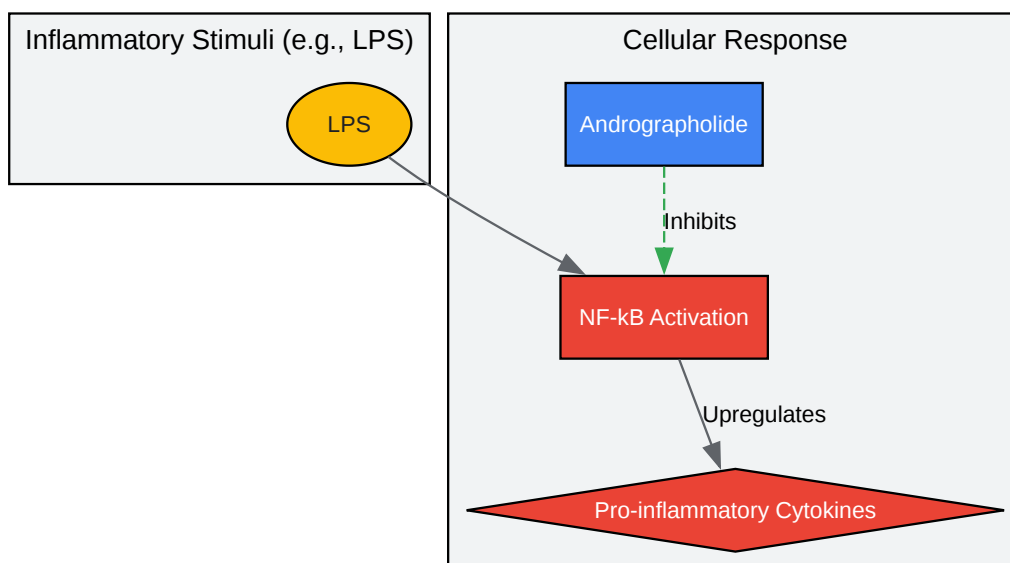 Inflammatory Stimuli (e.g., LPS)
LPS
Cellular Response
Andrographolide
Inhibits
NF-kB Activation
Upregulates
Pro-inflammatory Cytokines